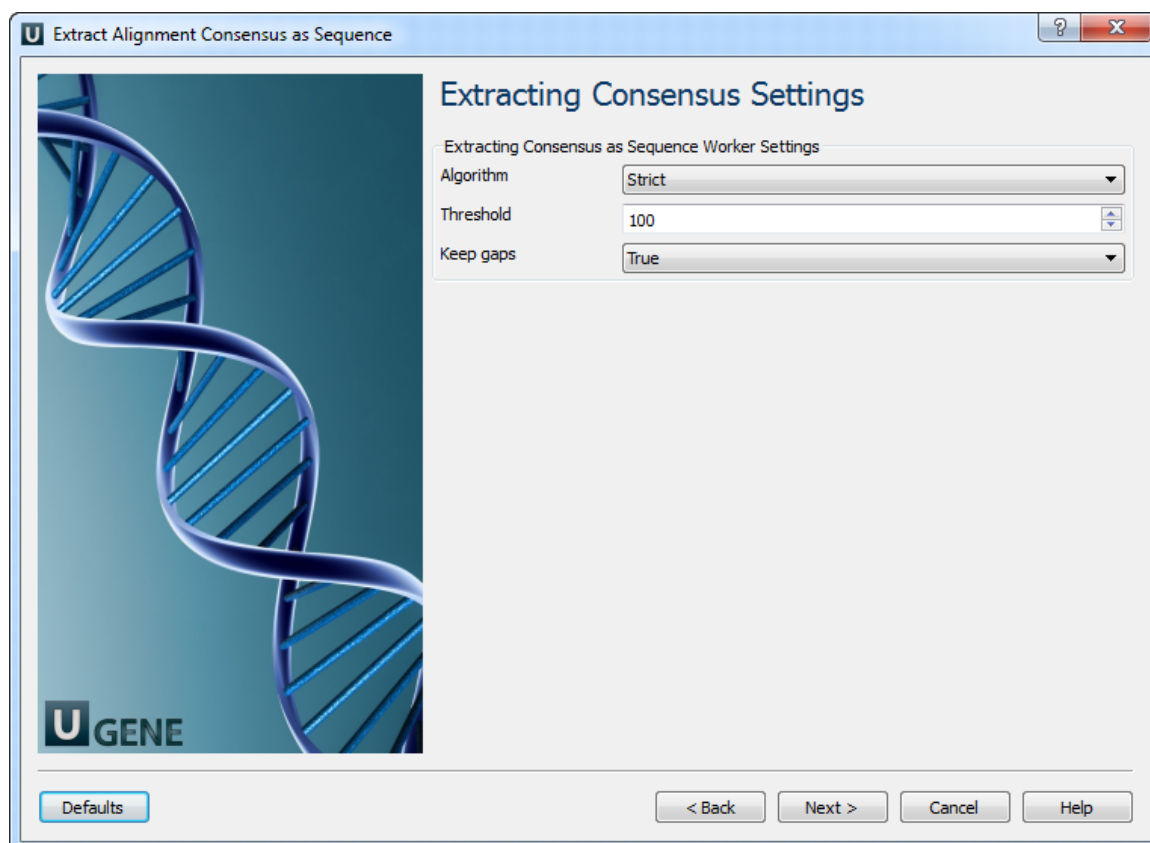 U Extract Alignment Consensus as Sequence
?
X
Extracting Consensus Settings
Extracting Consensus as Sequence Worker Settings
Algorithm
Strict
Threshold
100
Keep gaps
True
U GENE
Defaults
< Back
Next >
Cancel
Help